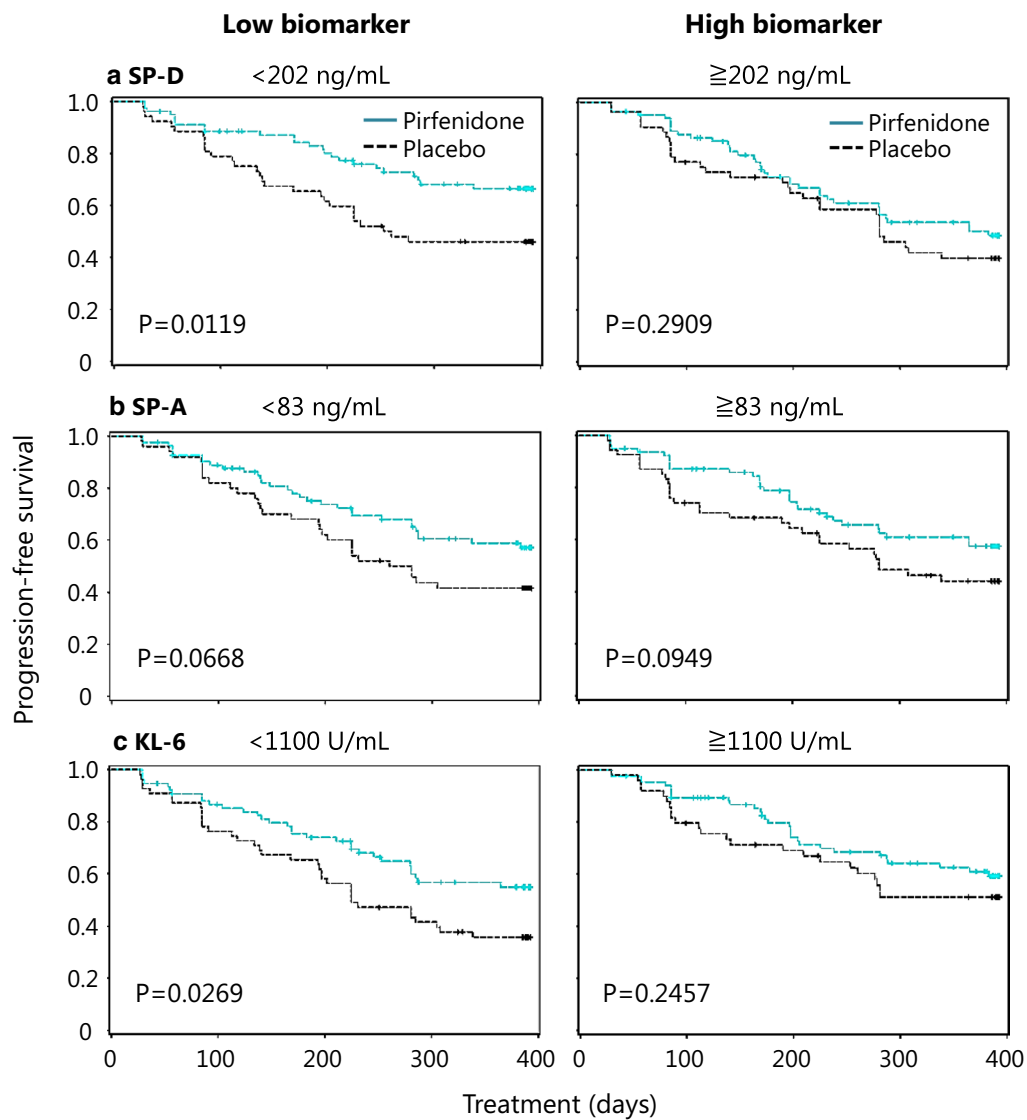 Low biomarker
High biomarker
a SP-D <202 ng/mL
≧202 ng/mL
1.0
0.8
0.6
0.4
0.2
0
Pirfenidone
Placebo
P=0.0119
Pirfenidone
Placebo
P=0.2909
b SP-A <83 ng/mL
≧83 ng/mL
1.0
0.8
0.6
0.4
0.2
0
P=0.0668
P=0.0949
Progression-free survival
c KL-6 <1100 U/mL
≧1100 U/mL
1.0
0.8
0.6
0.4
0.2
0
P=0.0269
P=0.2457
0 100 200 300 400
0 100 200 300 400
Treatment (days)